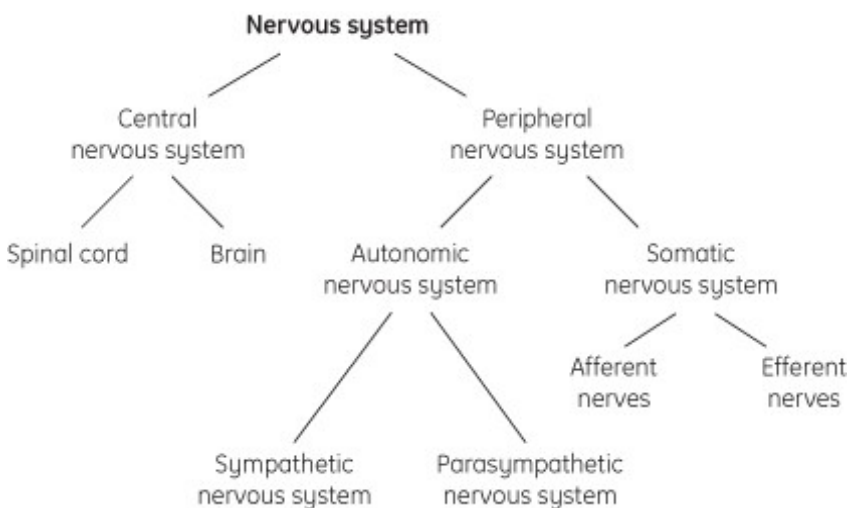 Nervous system
Central
nervous system
Peripheral
nervous system
Spinal cord
Brain
Autonomic
nervous system
Somatic
nervous system
Afferent
nerves
Efferent
nerves
Sympathetic
nervous system
Parasympathetic
nervous system